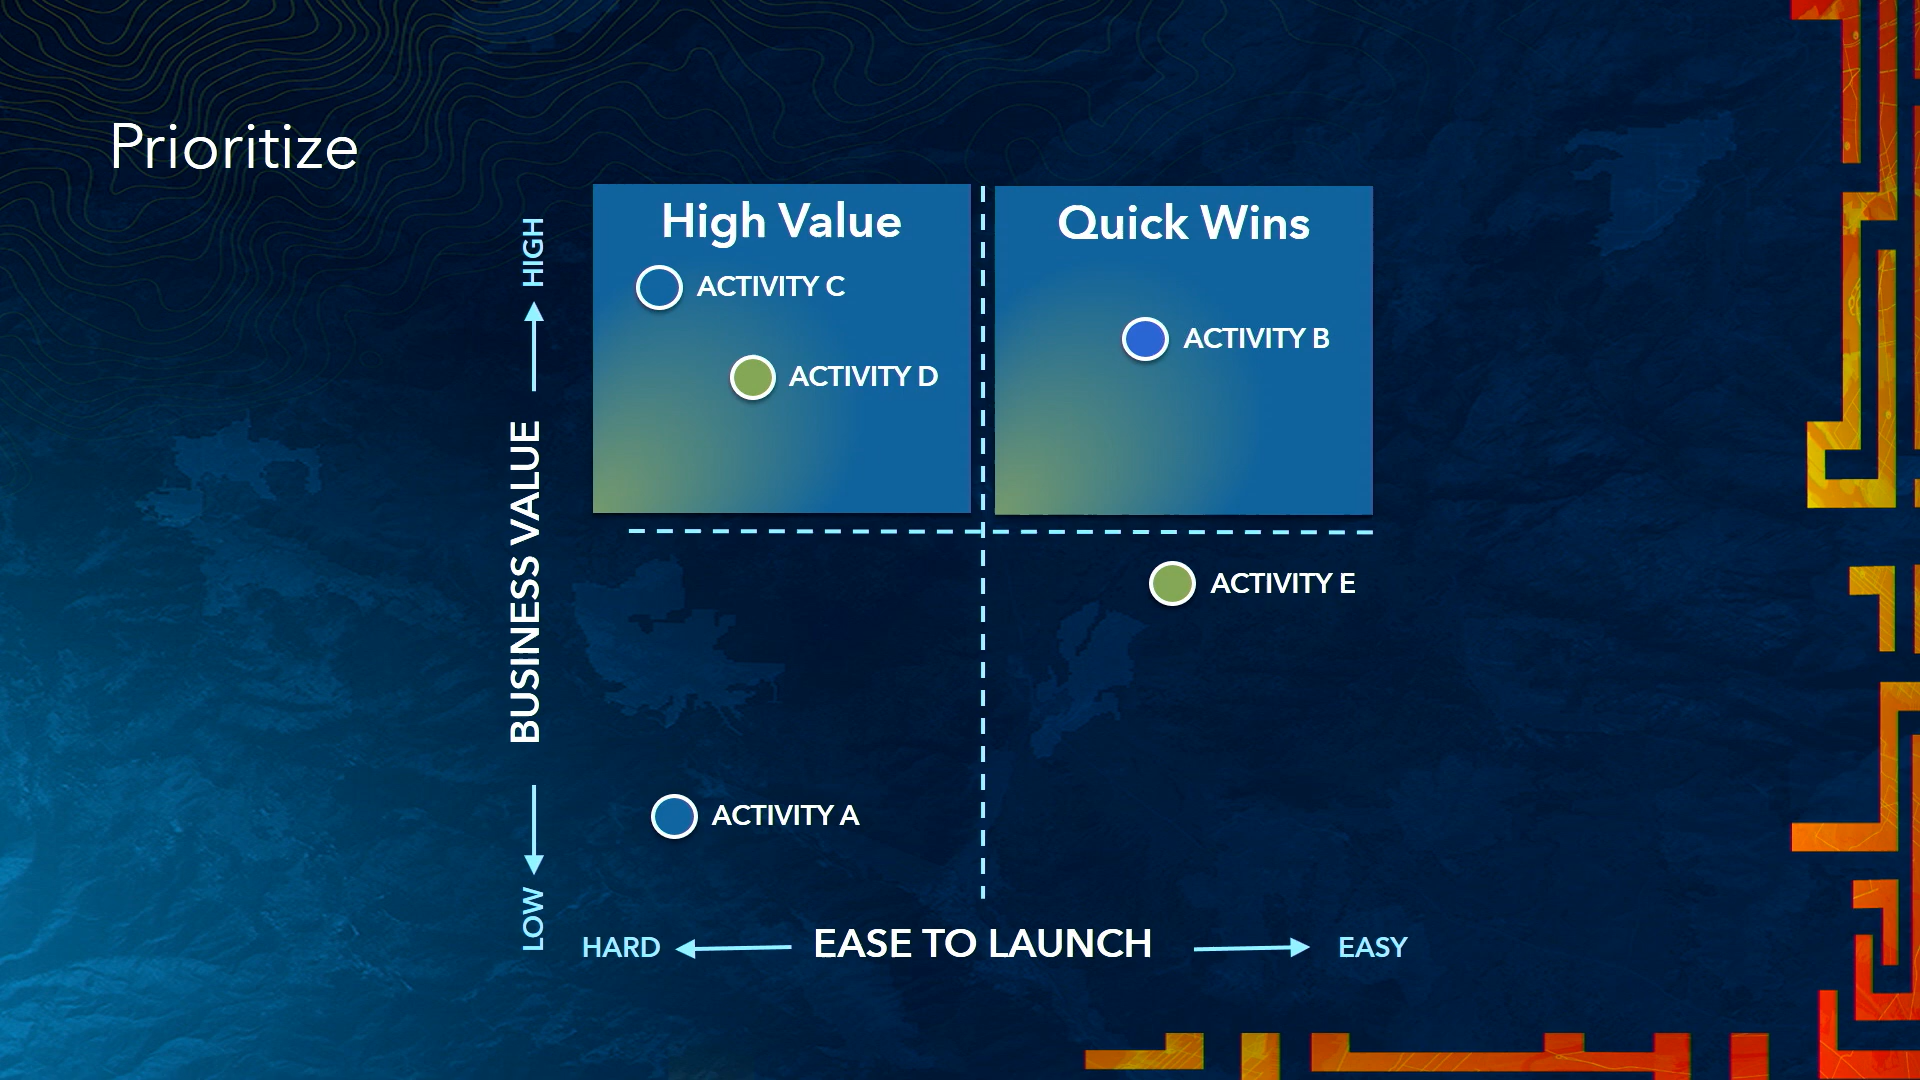 Prioritize
High Value
Quick Wins
HIGH
ACTIVITY C
ACTIVITY B
ACTIVITY D
BUSINESS VALUE
ACTIVITY E
ACTIVITY A
LOW
HARD
EASE TO LAUNCH
EASY